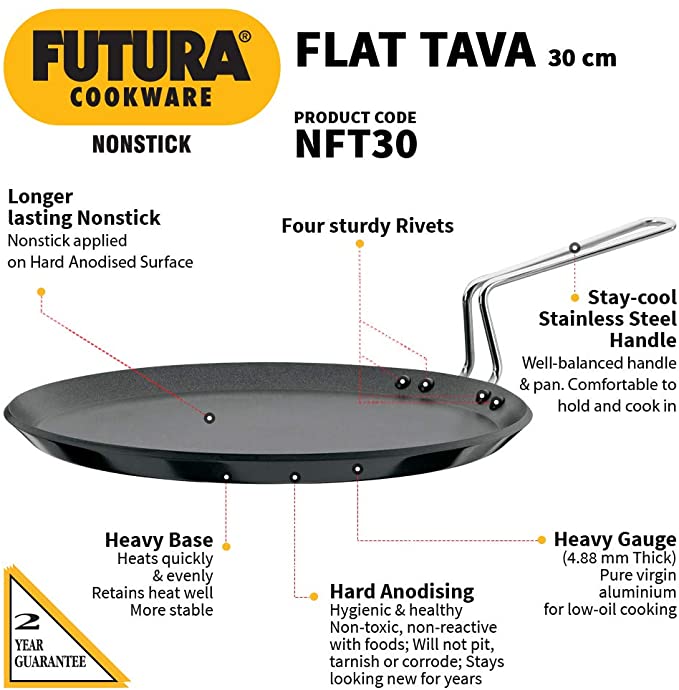 FUTURA®
COOKWARE
NONSTICK
FLAT TAVA 30 cm
PRODUCT CODE
NFT30
Longer
lasting Nonstick
Nonstick applied
on Hard Anodised Surface
Four sturdy Rivets
Stay-cool
Stainless Steel
Handle
Well-balanced handle
& pan. Comfortable to
hold and cook in
Heavy Base
Heats quickly
& evenly
Retains heat well
More stable
Hard Anodising
Hygienic & healthy
Non-toxic, non-reactive
with foods; Will not pit,
tarnish or corrode; Stays
looking new for years
Heavy Gauge
(4.88 mm Thick)
Pure virgin
aluminium
for low-oil cooking
2
YEAR
GUARANTEE